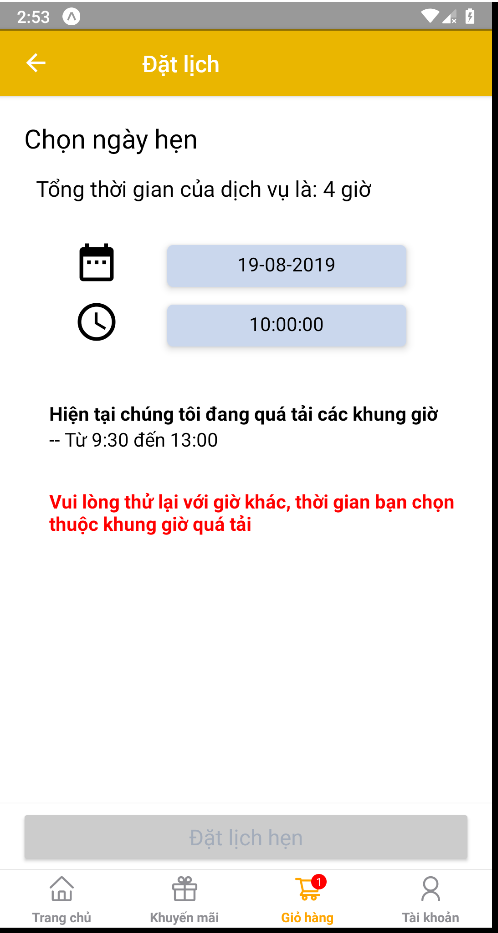 2:53
Đặt lịch
Chọn ngày hẹn
Tổng thời gian của dịch vụ là: 4 giờ
19-08-2019
10:00:00
Hiện tại chúng tôi đang quá tải các khung giờ
-- Từ 9:30 đến 13:00
Vui lòng thử lại với giờ khác, thời gian bạn chọn
thuộc khung giờ quá tải
Đặt lịch hẹn
1
Trang chủ Khuyến mãi Giỏ hàng Tài khoản